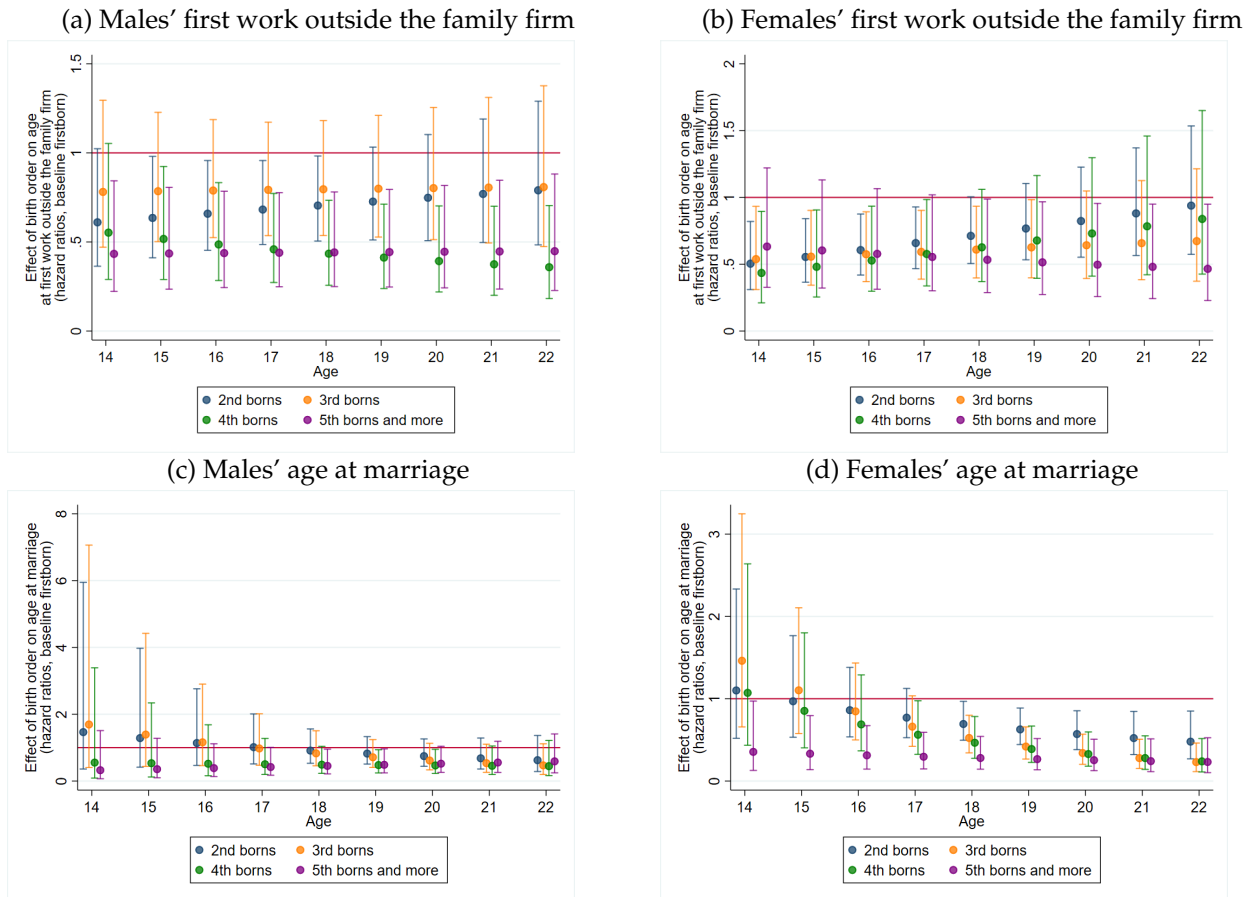 (a) Males’ first work outside the family firm
Effect of birth order on age
at first work outside the family firm
(hazard ratios, baseline firstborn)
1.5
1
.5
0
14 15 16 17 18 19 20 21 22
Age
2nd borns 3rd borns
4th borns 5th borns and more
(b) Females’ first work outside the family firm
Effect of birth order on age
at first work outside the family firm
(hazard ratios, baseline firstborn)
2
1.5
1
.5
0
14 15 16 17 18 19 20 21 22
Age
2nd borns 3rd borns
4th borns 5th borns and more
(c) Males’ age at marriage
Effect of birth order on age at marriage
(hazard ratios, baseline firstborn)
8
6
4
2
1
0
14 15 16 17 18 19 20 21 22
Age
2nd borns 3rd borns
4th borns 5th borns and more
(d) Females’ age at marriage
Effect of birth order on age at marriage
(hazard ratios, baseline firstborn)
3
2
1
0
14 15 16 17 18 19 20 21 22
Age
2nd borns 3rd borns
4th borns 5th borns and more